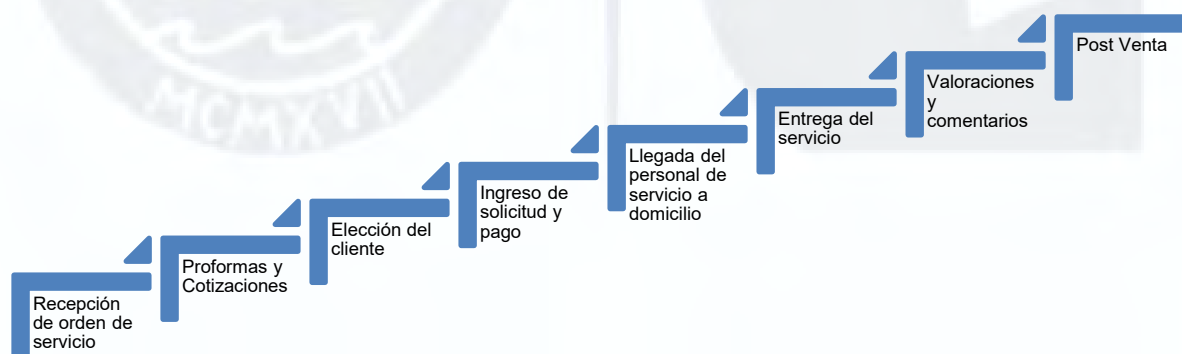 Recepción
de orden de
servicio
Proformas y
Cotizaciones
Elección del
cliente
Ingreso de
solicitud y
pago
Llegada del
personal de
servicio a
domicilio
Entrega del
servicio
Valoraciones
y
comentarios
Post Venta
MCMXVII